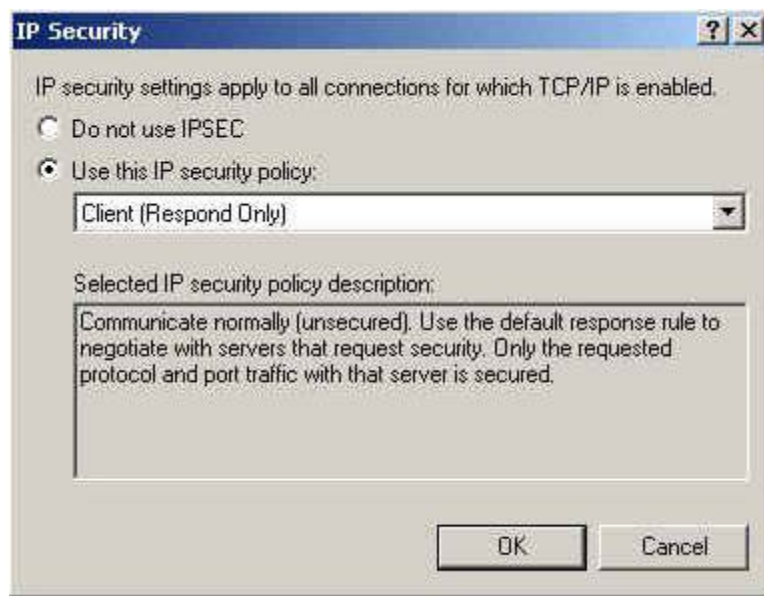 IP Security
IP security settings apply to all connections for which TCP/IP is enabled.
Do not use IPSEC
Use this IP security policy:
Client (Respond Only)
Selected IP security policy description:
Communicate normally (unsecured). Use the default response rule to
negotiate with servers that request security. Only the requested
protocol and port traffic with that server is secured.
OK
Cancel